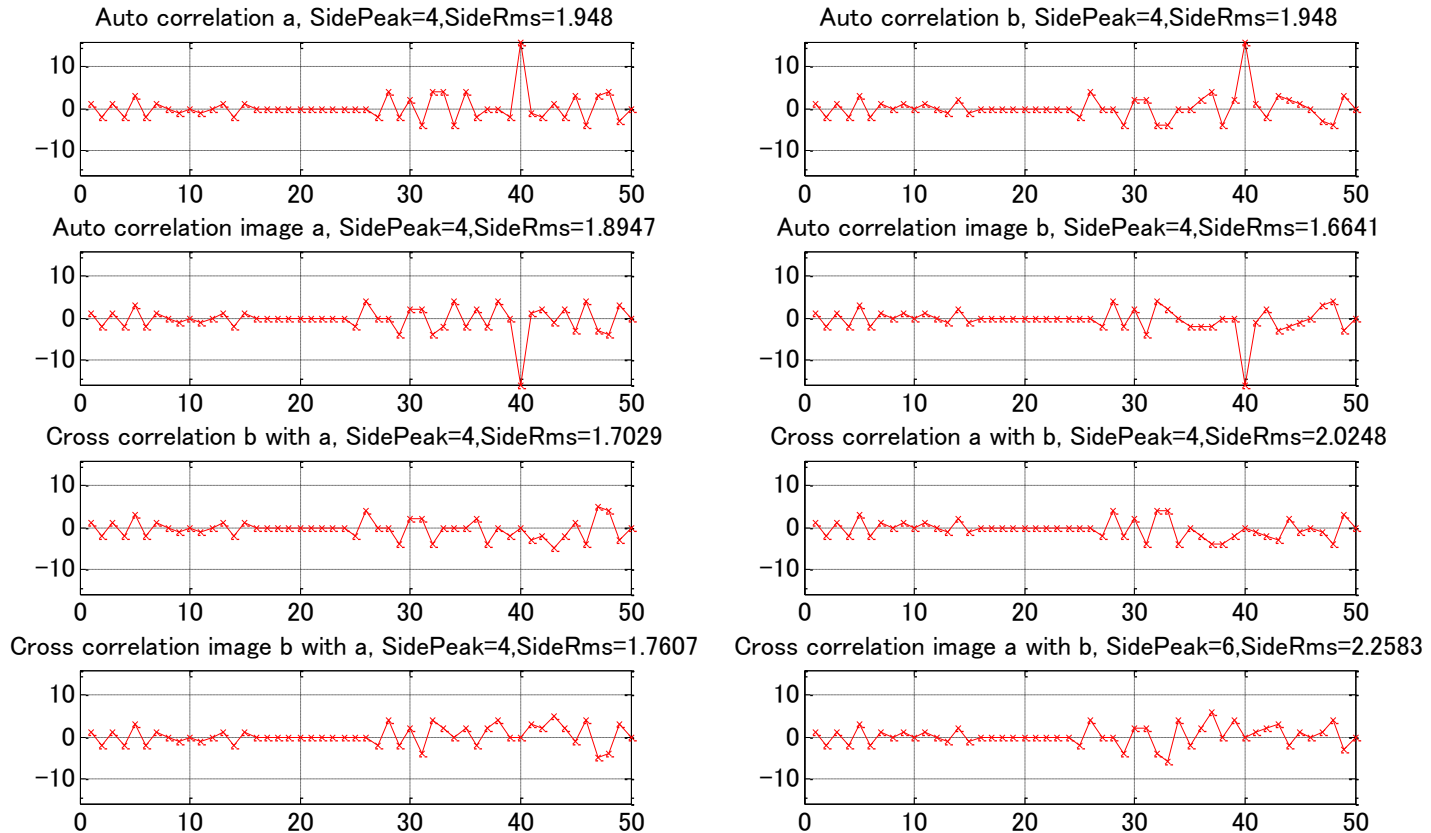 Auto correlation a, SidePeak=4,SideRms=1.948
10
0
−10
0 10 20 30 40 50
Auto correlation b, SidePeak=4,SideRms=1.948
10
0
−10
0 10 20 30 40 50
Auto correlation image a, SidePeak=4,SideRms=1.8947
10
0
−10
0 10 20 30 40 50
Auto correlation image b, SidePeak=4,SideRms=1.6641
10
0
−10
0 10 20 30 40 50
Cross correlation b with a, SidePeak=4,SideRms=1.7029
10
0
−10
0 10 20 30 40 50
Cross correlation a with b, SidePeak=4,SideRms=2.0248
10
0
−10
0 10 20 30 40 50
Cross correlation image b with a, SidePeak=4,SideRms=1.7607
10
0
−10
0 10 20 30 40 50
Cross correlation image a with b, SidePeak=6,SideRms=2.2583
10
0
−10
0 10 20 30 40 50